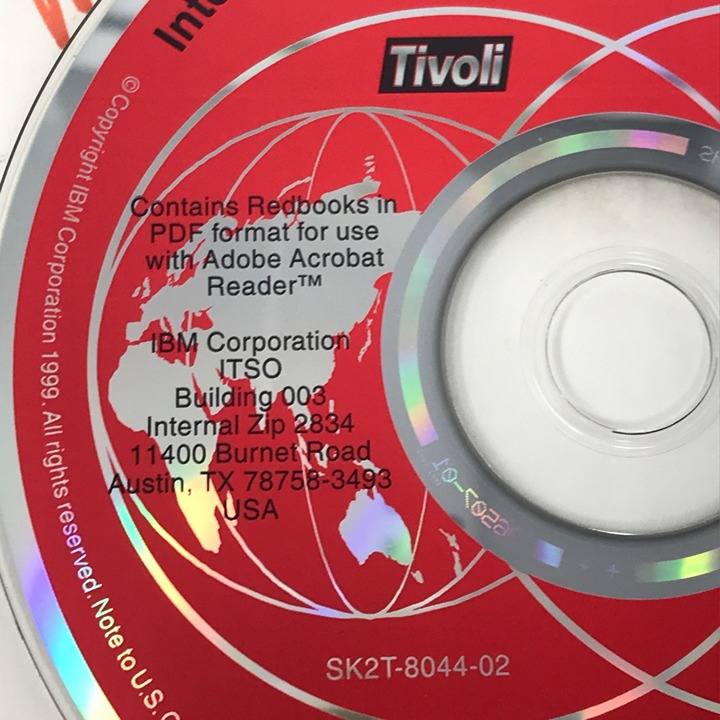 Tivoli
Contains Redbooks in
PDF format for use
with Adobe Acrobat
Reader™
IBM Corporation
ITSO
Building 003
Internal Zip 2834
11400 Burnet Road
Austin, TX 78758-3493
USA
SK2T-8044-02
©Copyright IBM Corporation 1999. All rights reserved. Note to U.S.